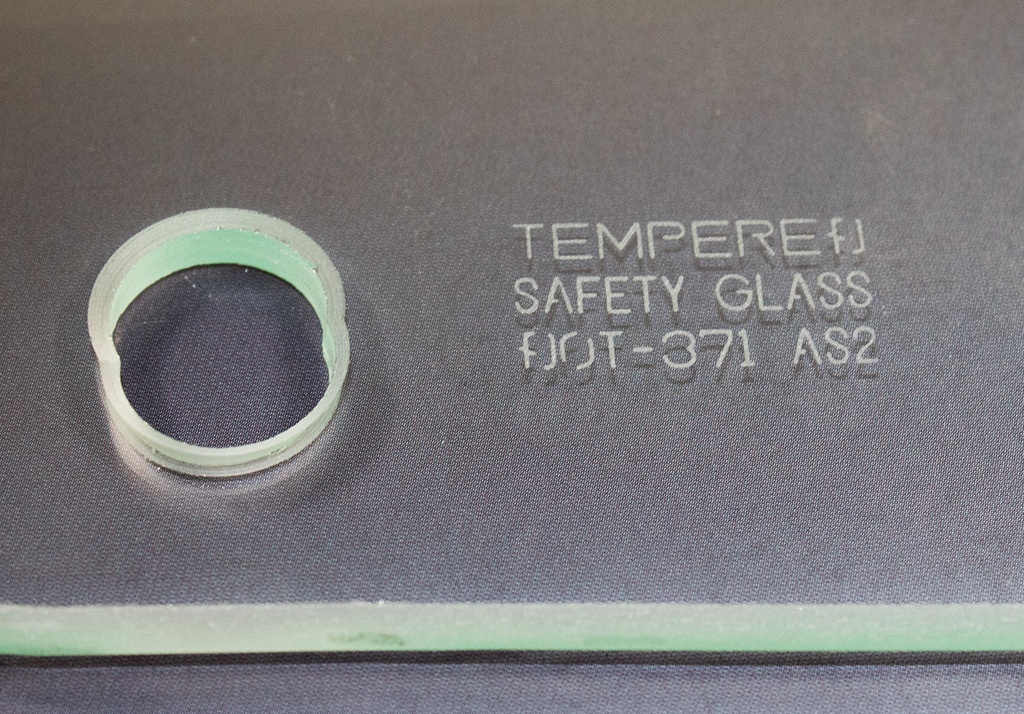 TEMPERED
SAFETY GLASS
DOT-371 AS2